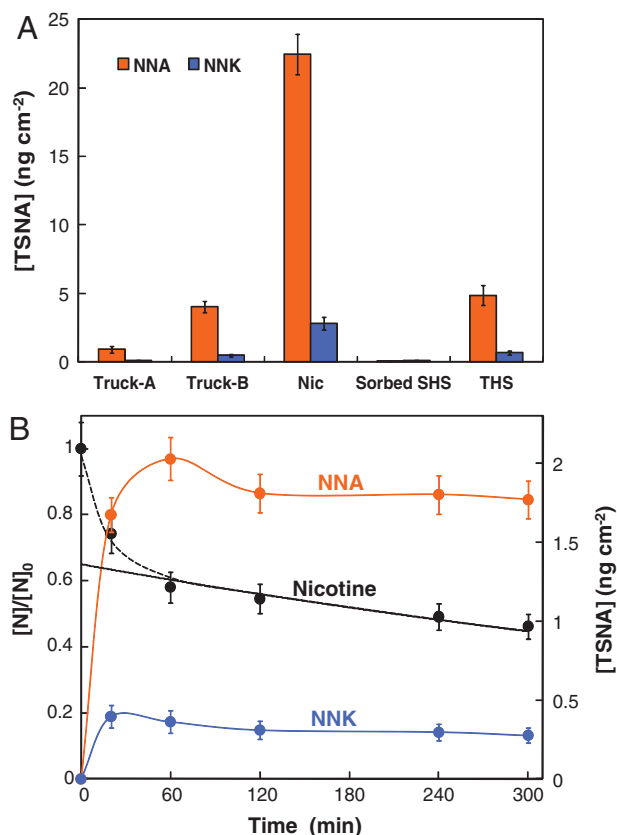 A
25
20
15
10
5
0
[TSNA] (ng cm-2)
NNA NNK
Truck-A Truck-B Nic Sorbed SHS THS
B
1
0.8
0.6
0.4
0.2
0
[N]/[N]0
NNA
Nicotine
NNK
2
1.5
1
0.5
0
[TSNA] (ng cm-2)
0 60 120 180 240 300
Time (min)